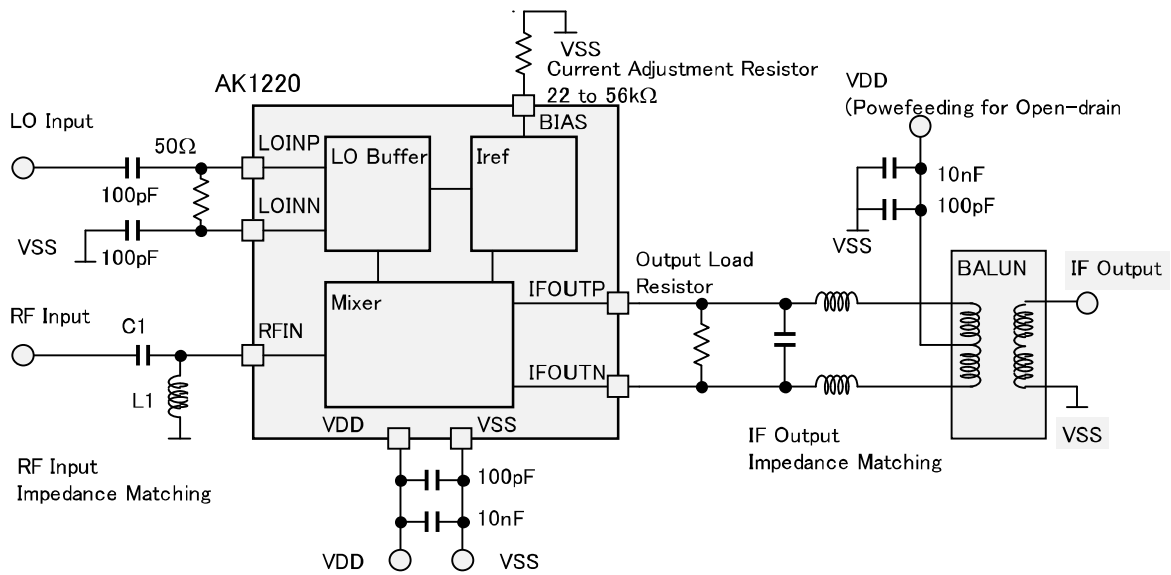 VSS
Current Adjustment Resistor
22 to 56kΩ
AK1220
BIAS
VDD
(Powefeeding for Open-drain
LO Input
50Ω
100pF
LOINP
LO Buffer
Iref
10nF
100pF
VSS
LOINN
VSS
100pF
RF Input
C1
L1
RFIN
Mixer
IFOUTP
IFOUTN
Output Load
Resistor
BALUN
IF Output
VSS
VDD
VSS
IF Output
Impedance Matching
RF Input
Impedance Matching
100pF
10nF
VDD
VSS